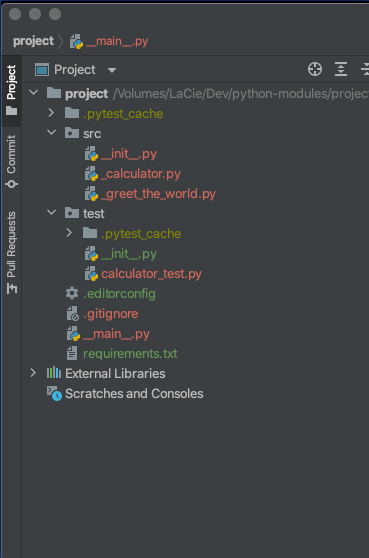 project 〉 __main__.py
Project
Project
Commit
Pull Requests
project /Volumes/LaCie/Dev/python-modules/project
.pytest_cache
src
__init__.py
_calculator.py
_greet_the_world.py
test
.pytest_cache
__init__.py
calculator_test.py
.editorconfig
.gitignore
__main__.py
requirements.txt
External Libraries
Scratches and Consoles